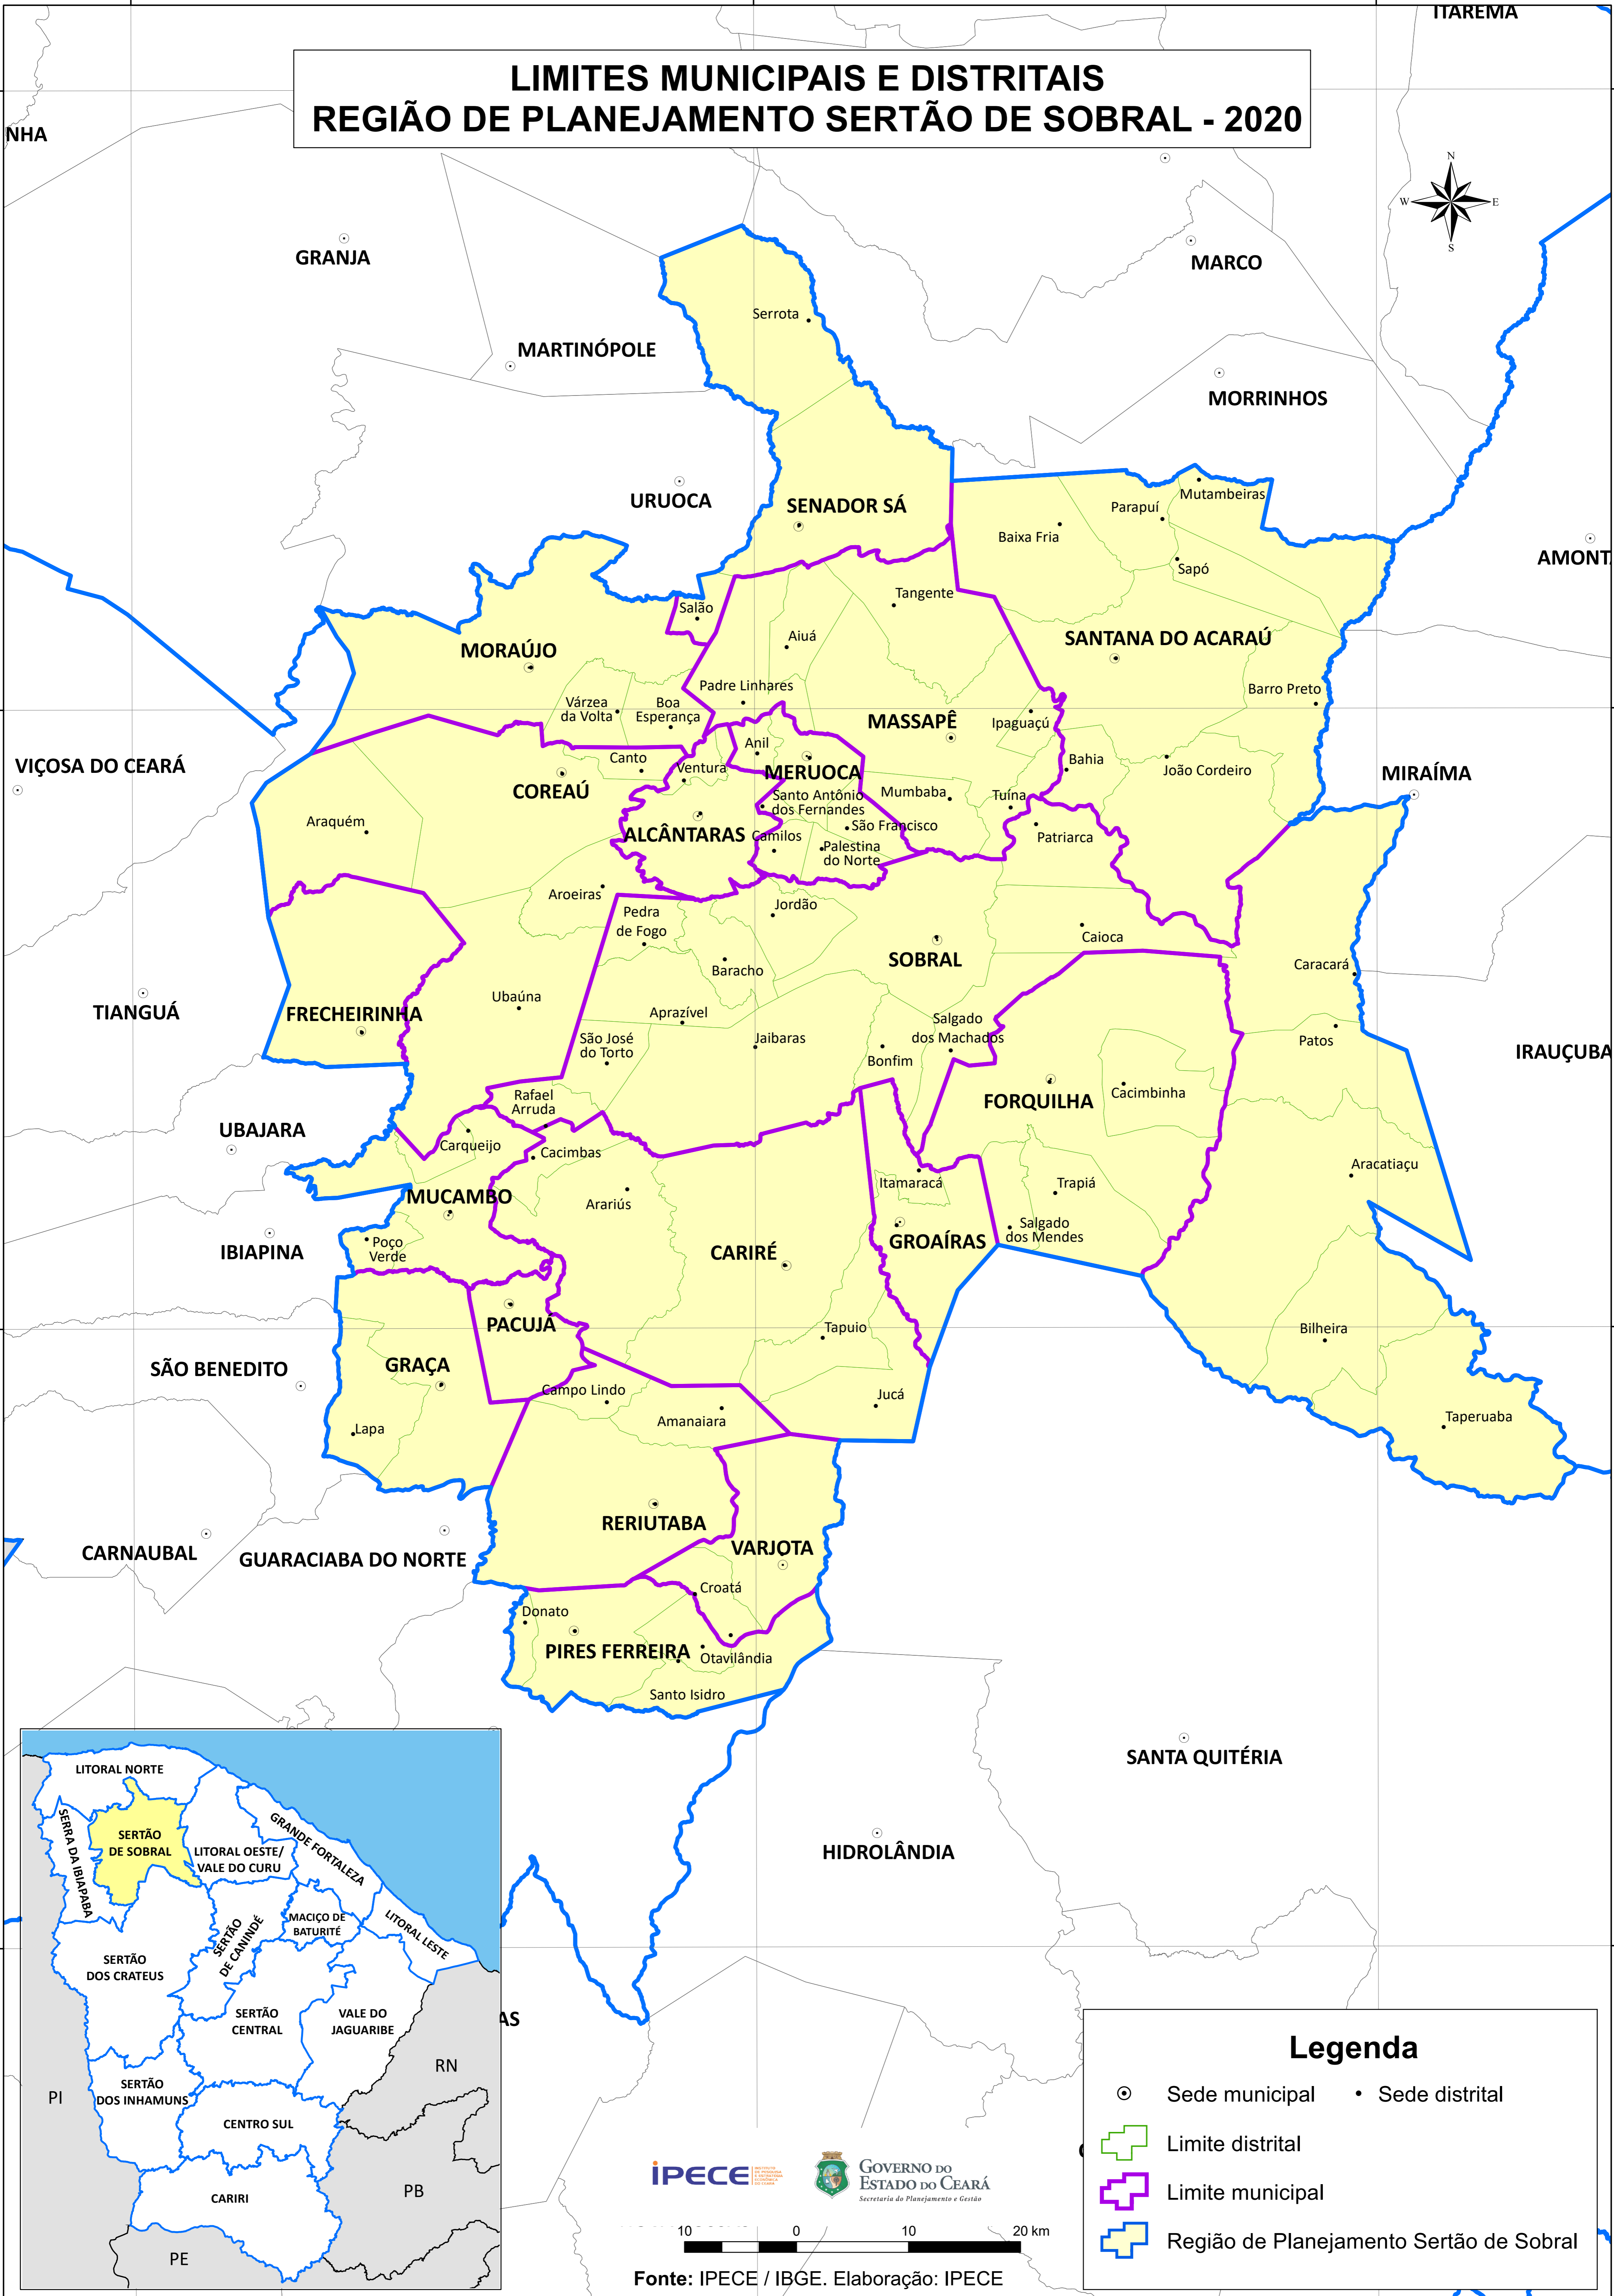 ITAREMA
LIMITES MUNICIPAIS E DISTRITAIS
REGIÃO DE PLANEJAMENTO SERTÃO DE SOBRAL - 2020
NHA
N
W
E
S
GRANJA
MARCO
Serrota
MARTINÓPOLE
MORRINHOS
URUOCA
SENADOR SÁ
Mutambeiras
Parapuí
Baixa Fria
AMONT
Sapó
Tangente
Salão
Aiuá
SANTANA DO ACARAÚ
MORAÚJO
Padre Linhares
Barro Preto
Várzea
da Volta
Boa
Esperança
MASSAPÊ
Ipaguaçú
Anil
Canto
Ventura
MERUOCA
Bahia
João Cordeiro
VIÇOSA DO CEARÁ
MIRAÍMA
COREAÚ
Mumbaba
Tuína
Santo Antônio
dos Fernandes
Araquém
ALCÂNTARAS
Camilos
São Francisco
Patriarca
Palestina
do Norte
Aroeiras
Jordão
Pedra
de Fogo
Caioca
SOBRAL
Caracará
Baracho
Ubaúna
TIANGUÁ
FRECHEIRINHA
Aprazível
Salgado
dos Machados
São José
do Torto
Jaibaras
Bonfim
Patos
IRAUÇUBA
Rafael
Arruda
FORQUILHA
Cacimbinha
UBAJARA
Carqueijo
Cacimbas
Aracatiaçu
Itamaracá
Trapiá
MUCAMBO
Arariús
Salgado
dos Mendes
Poço
Verde
IBIAPINA
CARIRÉ
GROAÍRAS
PACUJÁ
Tapuio
Bilheira
GRAÇA
SÃO BENEDITO
Campo Lindo
Jucá
Amanaiara
Lapa
Taperuaba
RERIUTABA
VARJOTA
CARNAUBAL
GUARACIABA DO NORTE
Croatá
Donato
PIRES FERREIRA
Otavilândia
Santo Isidro
SANTA QUITÉRIA
HIDROLÂNDIA
AS
LITORAL NORTE
SERRA DA IBIAPABA
SERTÃO
DE SOBRAL
LITORAL OESTE/
VALE DO CURU
GRANDE FORTALEZA
SERTÃO
DE CANINDÉ
MACIÇO DE
BATURITÉ
LITORAL LESTE
SERTÃO
DOS CRATEUS
SERTÃO
CENTRAL
VALE DO
JAGUARIBE
RN
PI
SERTÃO
DOS INHAMUNS
CENTRO SUL
PB
CARIRI
PE
IPECE
GOVERNO DO
ESTADO DO CEARÁ
Secretaria do Planejamento e Gestão
10 0 10 20 km
Fonte: IPECE / IBGE. Elaboração: IPECE
Legenda
Sede municipal
Sede distrital
Limite distrital
Limite municipal
Região de Planejamento Sertão de Sobral